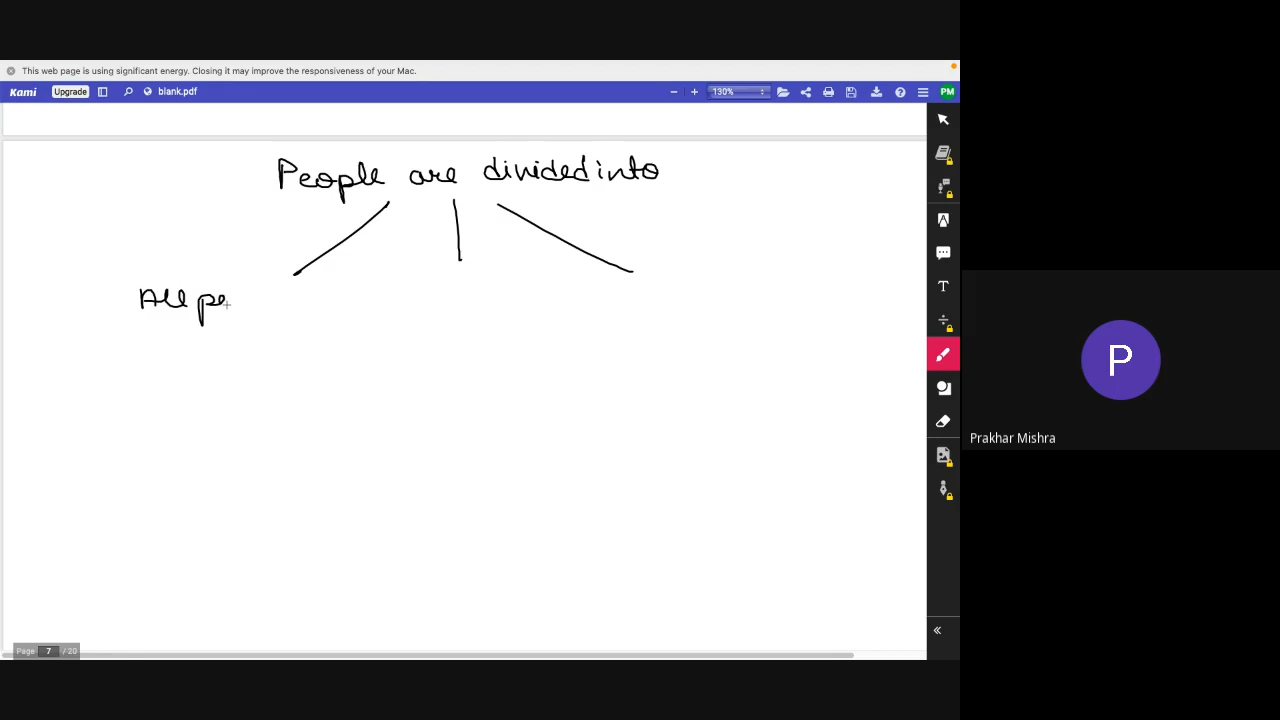 This web page is using significant energy. Closing it may improve the responsiveness of your Mac.
Kami Upgrade blank.pdf 130% PM
People are divided into
All pe
P
Prakhar Mishra
Page 7 / 20